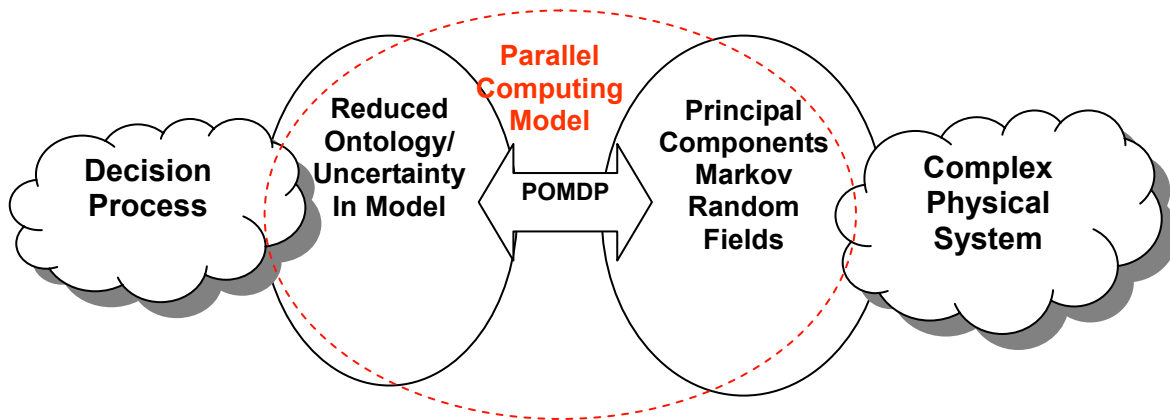 Decision
Process
Reduced
Ontology/
Uncertainty
In Model
Parallel
Computing
Model
POMDP
Principal
Components
Markov
Random
Fields
Complex
Physical
System